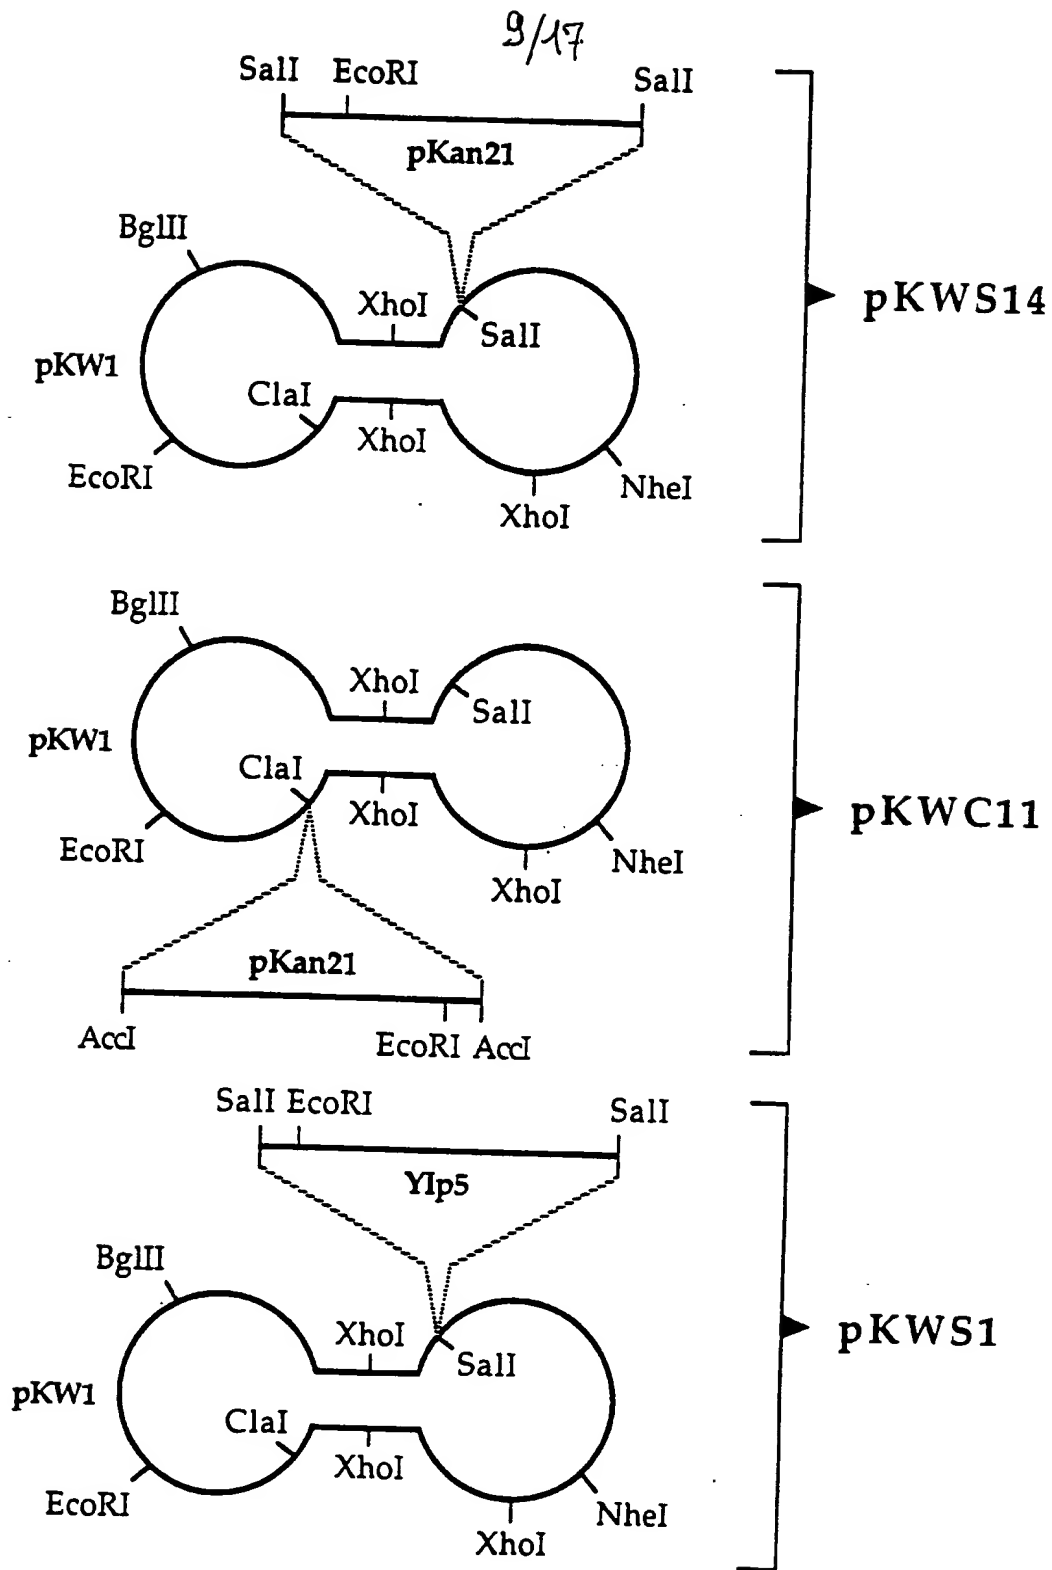 9/17
SalI EcoRI SalI
pKan21
BglII
XhoI
SalI
pKWS14
pKW1
ClaI
XhoI
EcoRI
NheI
XhoI
BglII
XhoI
SalI
pKW1
ClaI
XhoI
pKWC11
EcoRI
NheI
XhoI
pKan21
AccI EcoRI AccI
SalI EcoRI SalI
YIp5
BglII
XhoI
SalI
pKWS1
pKW1
ClaI
XhoI
EcoRI
NheI
XhoI